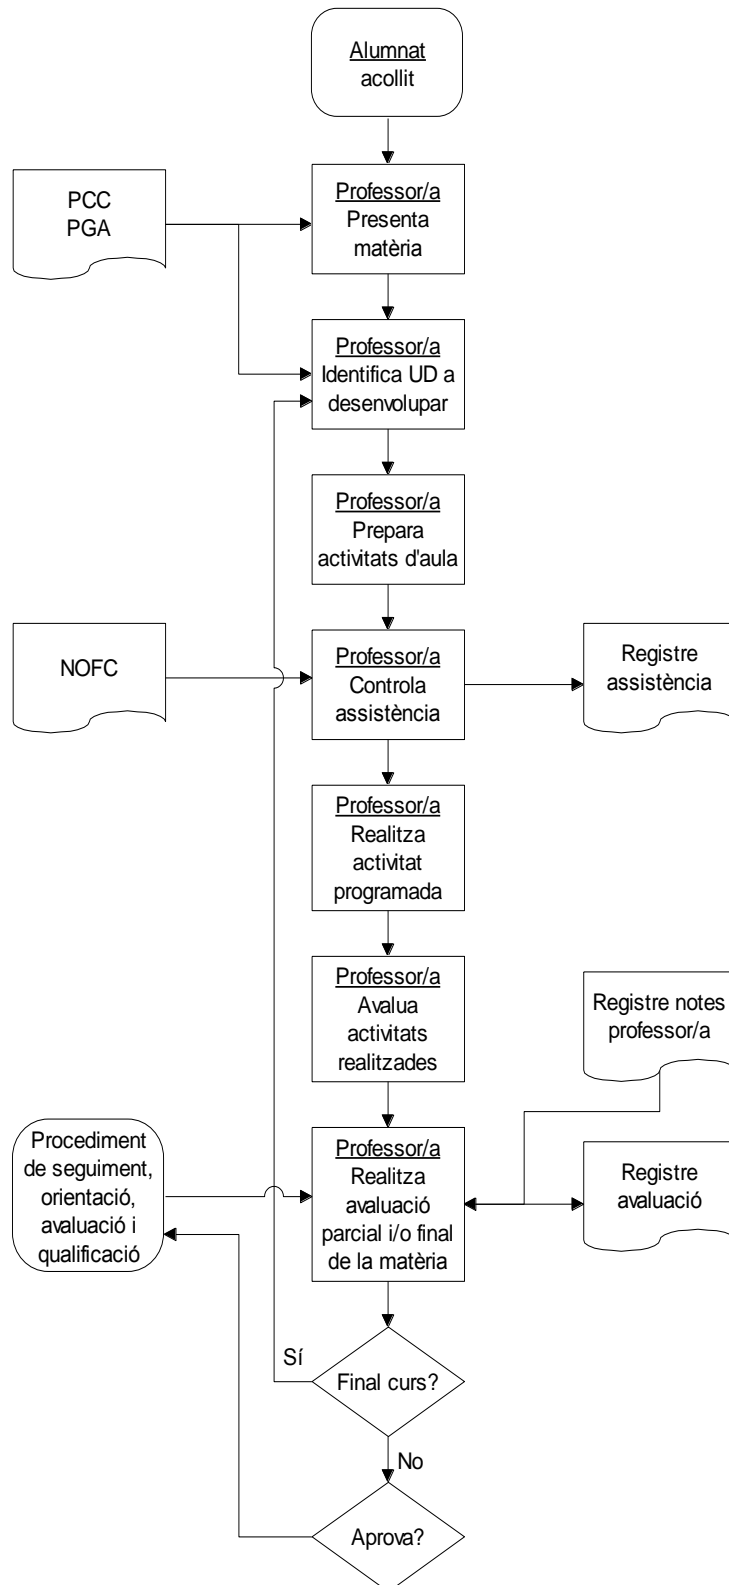 Alumnat
acollit
PCC
PGA
Professor/a
Presenta
matèria
Professor/a
Identifica UD a
desenvolupar
Professor/a
Prepara
activitats d'aula
NOFC
Professor/a
Controla
assistència
Registre
assistència
Professor/a
Realitza
activitat
programada
Professor/a
Avalua
activitats
realitzades
Registre notes
professor/a
Procediment
de seguiment,
orientació,
avaluació i
qualificació
Professor/a
Realitza
avaluació
parcial i/o final
de la matèria
Registre
avaluació
Sí
Final curs?
No
Aprova?